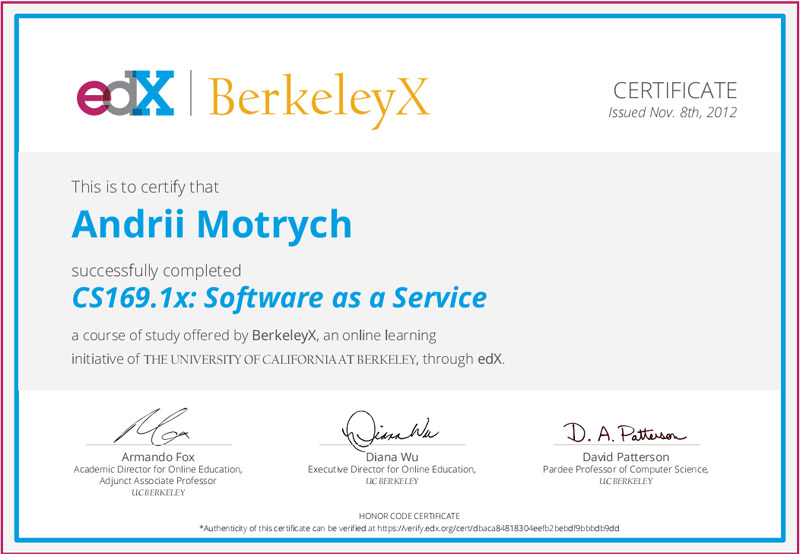 edX | BerkeleyX
CERTIFICATE
Issued Nov. 8th, 2012
This is to certify that
Andrii Motrych
successfully completed
CS169.1x: Software as a Service
a course of study offered by BerkeleyX, an online learning
initiative of THE UNIVERSITY OF CALIFORNIA AT BERKELEY, through edX.
Diana Wu
D. A. Patterson
Armando Fox
Academic Director for Online Education,
Adjunct Associate Professor
UC BERKELEY
Diana Wu
Executive Director for Online Education,
UC BERKELEY
David Patterson
Pardee Professor of Computer Science,
UC BERKELEY
HONOR CODE CERTIFICATE
*Authenticity of this certificate can be verified at https://verify.edx.org/cert/dbaca84818304eefb2bebdf9bbbdb9dd